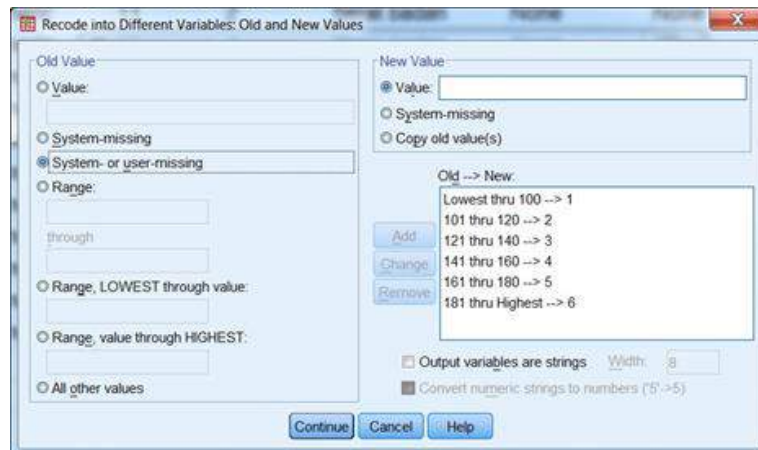 Recode into Different Variables: Old and New Values
Old Value
Value:
System-missing
System- or user-missing
Range:
through
Range, LOWEST through value:
Range, value through HIGHEST:
All other values
New Value
Value:
System-missing
Copy old value(s)
Old --> New:
Lowest thru 100 --> 1
101 thru 120 --> 2
121 thru 140 --> 3
141 thru 160 --> 4
161 thru 180 --> 5
181 thru Highest --> 6
Add
Change
Remove
Output variables are strings Width: 8
Convert numeric strings to numbers ('5'->5)
Continue Cancel Help